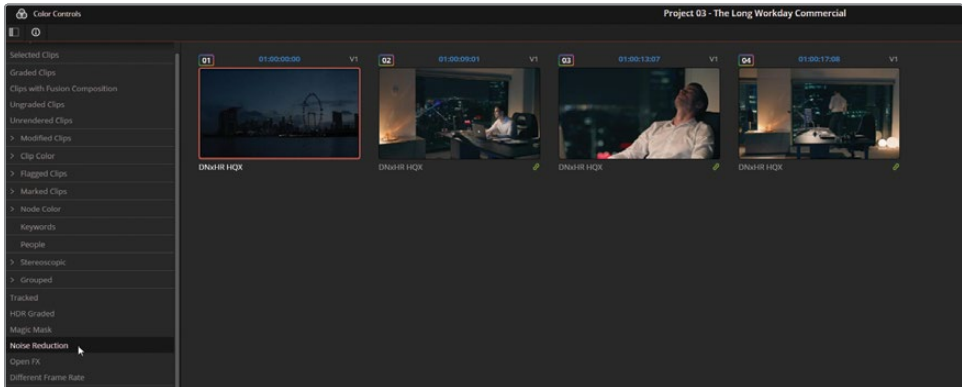 Color Controls
Project 03 - The Long Workday Commercial
Selected Clips
Graded Clips
Clips with Fusion Composition
Ungraded Clips
Unrendered Clips
> Modified Clips
> Clip Color
> Flagged Clips
> Marked Clips
> Node Color
Keywords
People
> Stereoscopic
> Grouped
Tracked
HDR Graded
Magic Mask
Noise Reduction
Open FX
Different Frame Rate
01 01:00:00:00 V1
DNxHR HQX
02 01:00:09:01 V1
DNxHR HQX
03 01:00:13:07 V1
DNxHR HQX
04 01:00:17:08 V1
DNxHR HQX